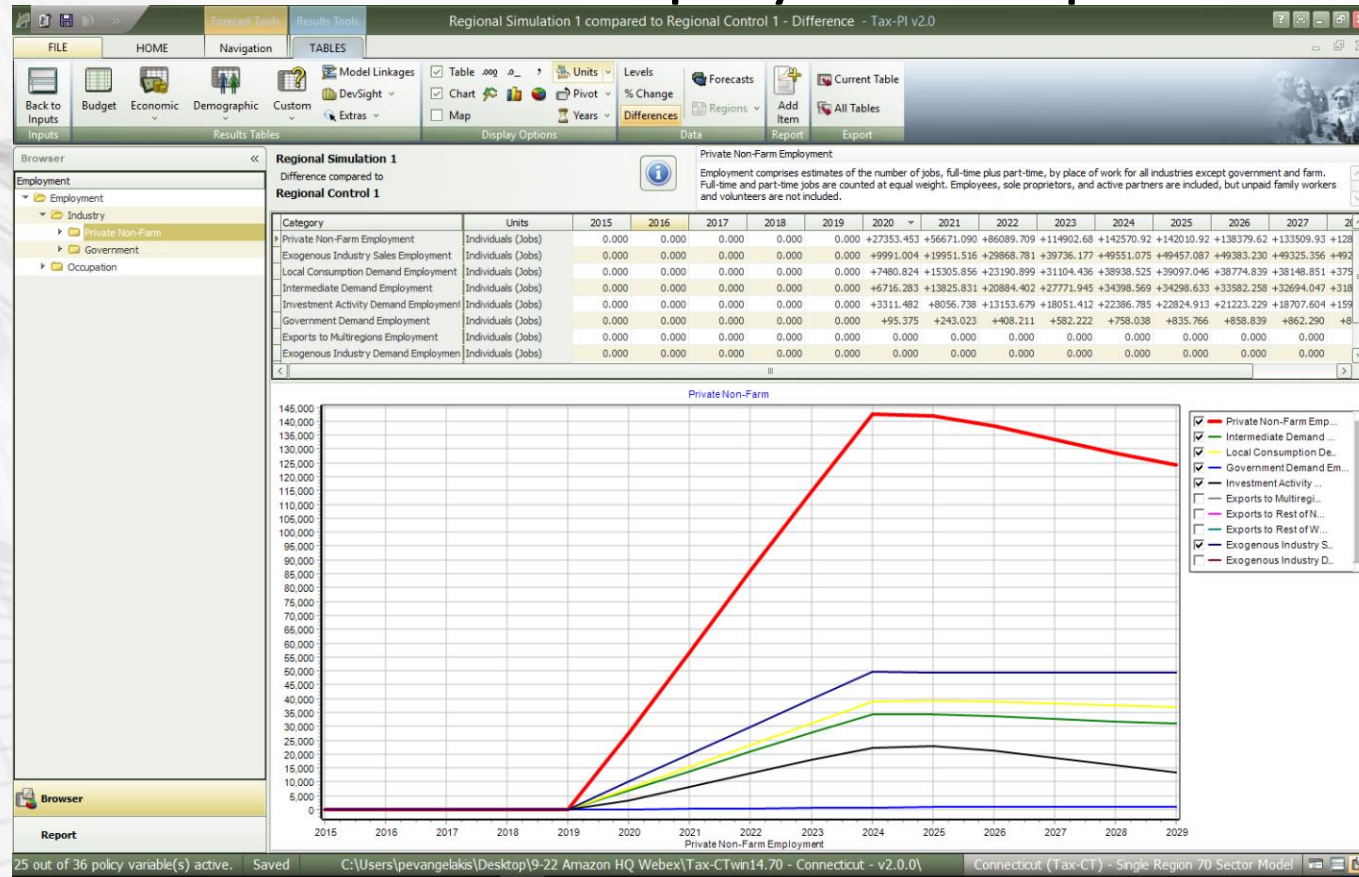 Regional Simulation 1 compared to Regional Control 1 - Difference - Tax-PI v2.0
Forecast Tools
Results Tools
FILE
HOME
Navigation
TABLES
Back to Inputs
Budget
Economic
Demographic
Custom
Model Linkages
DevSight
Extras
Table
Chart
Map
Units
Pivot
Years
Levels
% Change
Differences
Forecasts
Regions
Add Item
Current Table
All Tables
Inputs
Results Tables
Display Options
Data
Report
Export
Browser
Employment
Employment
Industry
Private Non-Farm
Government
Occupation
Regional Simulation 1
Difference compared to
Regional Control 1
Private Non-Farm Employment
Employment comprises estimates of the number of jobs, full-time plus part-time, by place of work for all industries except government and farm.
Full-time and part-time jobs are counted at equal weight. Employees, sole proprietors, and active partners are included, but unpaid family workers
and volunteers are not included.
Category Units 2015 2016 2017 2018 2019 2020 2021 2022 2023 2024 2025 2026 2027
Private Non-Farm Employment Individuals (Jobs) 0.000 0.000 0.000 0.000 0.000 +27353.453 +56671.090 +86089.709 +114902.68 +142570.92 +142010.92 +138379.62 +133509.93 +128
Exogenous Industry Sales Employment Individuals (Jobs) 0.000 0.000 0.000 0.000 0.000 +9991.004 +19951.516 +29868.781 +39736.177 +49551.075 +49457.087 +49383.230 +49325.356 +492
Local Consumption Demand Employment Individuals (Jobs) 0.000 0.000 0.000 0.000 0.000 +7480.824 +15305.856 +23190.899 +31104.436 +38938.525 +39097.046 +38774.839 +38148.851 +375
Intermediate Demand Employment Individuals (Jobs) 0.000 0.000 0.000 0.000 0.000 +6716.283 +13825.831 +20884.402 +27771.945 +34398.569 +34298.633 +33582.258 +32694.047 +318
Investment Activity Demand Employment Individuals (Jobs) 0.000 0.000 0.000 0.000 0.000 +3311.482 +8056.738 +13153.679 +18051.412 +22386.785 +22824.913 +21223.229 +18707.604 +159
Government Demand Employment Individuals (Jobs) 0.000 0.000 0.000 0.000 0.000 +95.375 +243.023 +408.211 +582.222 +758.038 +835.766 +858.839 +862.290 +8
Exports to Multiregions Employment Individuals (Jobs) 0.000 0.000 0.000 0.000 0.000 0.000 0.000 0.000 0.000 0.000 0.000 0.000 0.000
Exogenous Industry Demand Employmen Individuals (Jobs) 0.000 0.000 0.000 0.000 0.000 0.000 0.000 0.000 0.000 0.000 0.000 0.000 0.000
Private Non-Farm
145,000
140,000
135,000
130,000
125,000
120,000
115,000
110,000
105,000
100,000
95,000
90,000
85,000
80,000
75,000
70,000
65,000
60,000
55,000
50,000
45,000
40,000
35,000
30,000
25,000
20,000
15,000
10,000
5,000
0
2015 2016 2017 2018 2019 2020 2021 2022 2023 2024 2025 2026 2027 2028 2029
Private Non-Farm Employment
Private Non-Farm Emp...
Intermediate Demand ...
Local Consumption De..
Government Demand Em...
Investment Activity ...
Exports to Multiregi...
Exports to Rest of N...
Exports to Rest of W...
Exogenous Industry S..
Exogenous Industry D..
Browser
Report
25 out of 36 policy variable(s) active. Saved C:\Users\pevangelakis\Desktop\9-22 Amazon HQ Webex\Tax-CTwin14.70 - Connecticut - v2.0.0\ Connecticut (Tax-CT) - Single Region 70 Sector Model